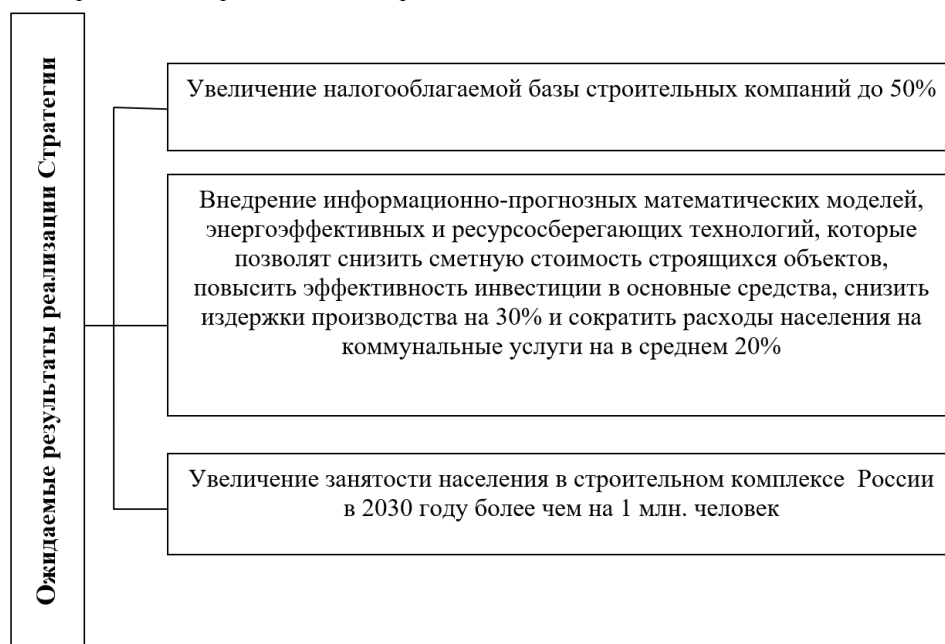 Ожидаемые результаты реализации Стратегии
Увеличение налогооблагаемой базы строительных компаний до 50%
Внедрение информационно-прогнозных математических моделей,
энергоэффективных и ресурсосберегающих технологий, которые
позволят снизить сметную стоимость строящихся объектов,
повысить эффективность инвестиции в основные средства, снизить
издержки производства на 30% и сократить расходы населения на
коммунальные услуги на в среднем 20%
Увеличение занятости населения в строительном комплексе  России
в 2030 году более чем на 1 млн. человек